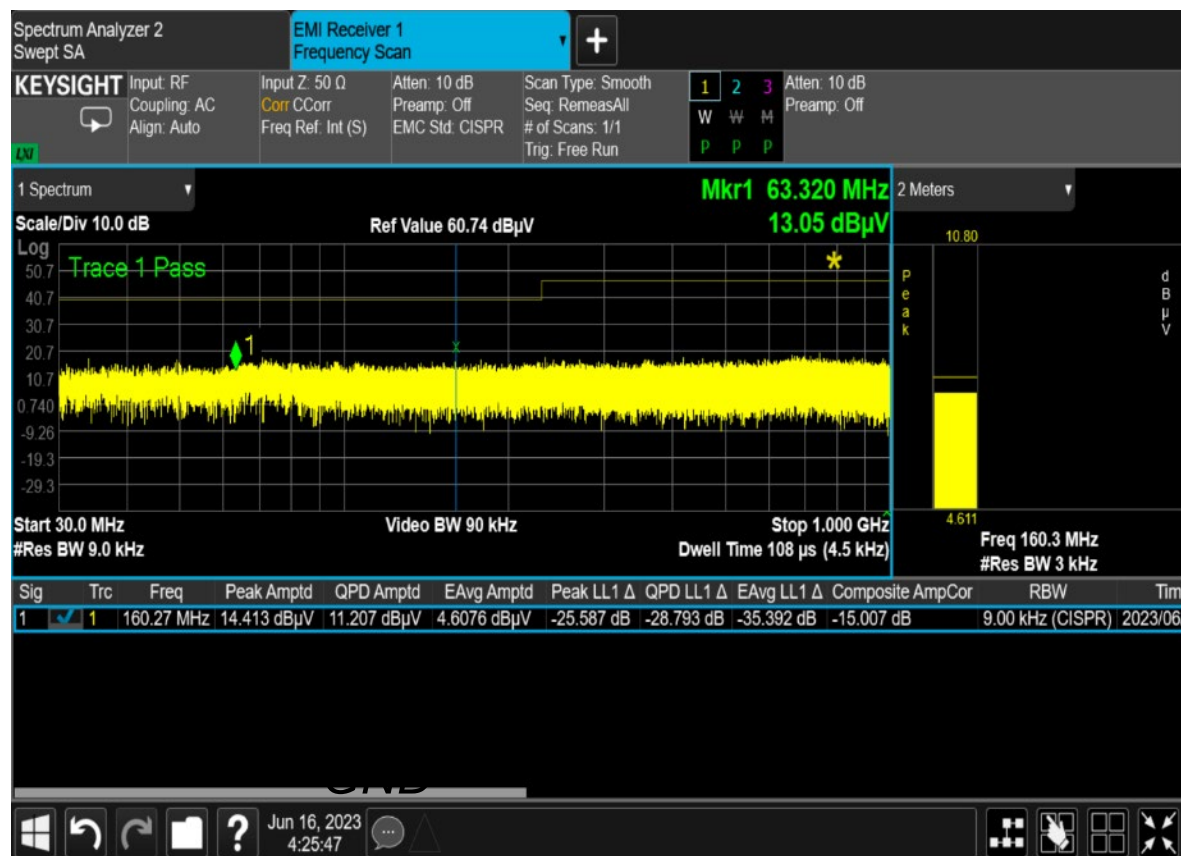 Spectrum Analyzer 2
Swept SA
EMI Receiver 1
Frequency Scan
+
KEYSIGHT
LXI
Input: RF
Coupling: AC
Align: Auto
Input Z: 50 Ω
Corr CCorr
Freq Ref: Int (S)
Atten: 10 dB
Preamp: Off
EMC Std: CISPR
Scan Type: Smooth
Seq: RemeasAll
# of Scans: 1/1
Trig: Free Run
1 2 3
W W M
P P P
Atten: 10 dB
Preamp: Off
1 Spectrum
Scale/Div 10.0 dB
Ref Value 60.74 dBµV
Mkr1 63.320 MHz
13.05 dBµV
Log
Trace 1 Pass
50.7
40.7
30.7
20.7
10.7
0.740
-9.26
-19.3
-29.3
1
x
*
Start 30.0 MHz
Video BW 90 kHz
Stop 1.000 GHz
#Res BW 9.0 kHz
Dwell Time 108 µs (4.5 kHz)
2 Meters
10.80
Peak
dBµV
4.611
Freq 160.3 MHz
#Res BW 3 kHz
Sig Trc Freq Peak Amptd QPD Amptd EAvg Amptd Peak LL1 Δ QPD LL1 Δ EAvg LL1 Δ Composite AmpCor RBW Tim
1 1 160.27 MHz 14.413 dBµV 11.207 dBµV 4.6076 dBµV -25.587 dB -28.793 dB -35.392 dB -15.007 dB 9.00 kHz (CISPR) 2023/06
?
Jun 16, 2023
4:25:47